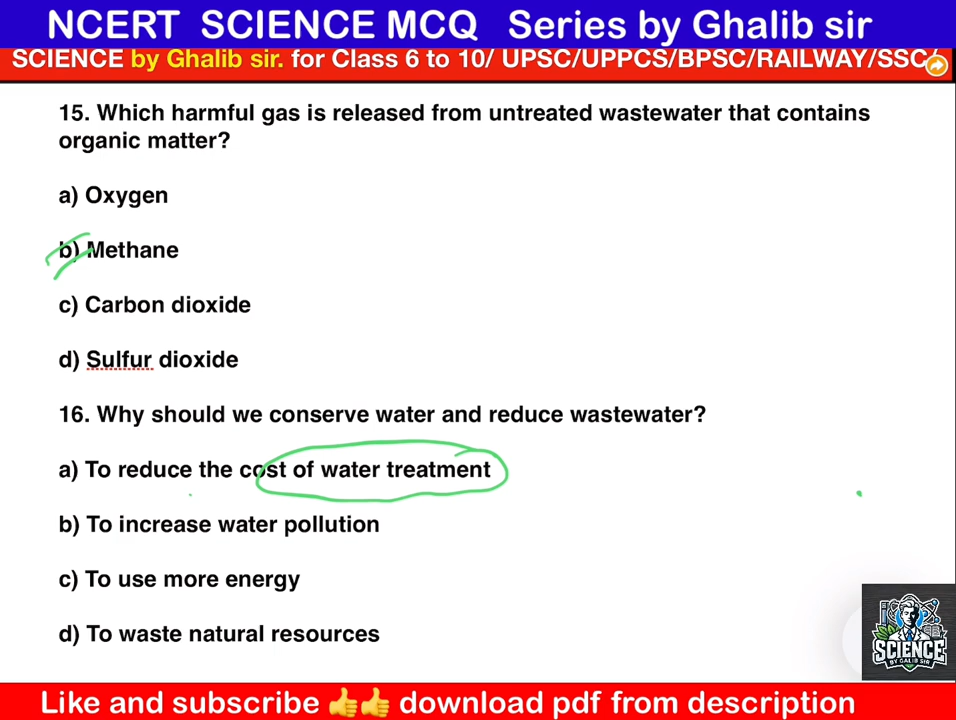 NCERT SCIENCE MCQ Series by Ghalib sir
SCIENCE by Ghalib sir. for Class 6 to 10/ UPSC/UPPCS/BPSC/RAILWAY/SSC/
15. Which harmful gas is released from untreated wastewater that contains
organic matter?
a) Oxygen
b) Methane
c) Carbon dioxide
d) Sulfur dioxide
16. Why should we conserve water and reduce wastewater?
a) To reduce the cost of water treatment
b) To increase water pollution
c) To use more energy
d) To waste natural resources
SCIENCE
BY GALIB SIR
Like and subscribe 👍👍 download pdf from description